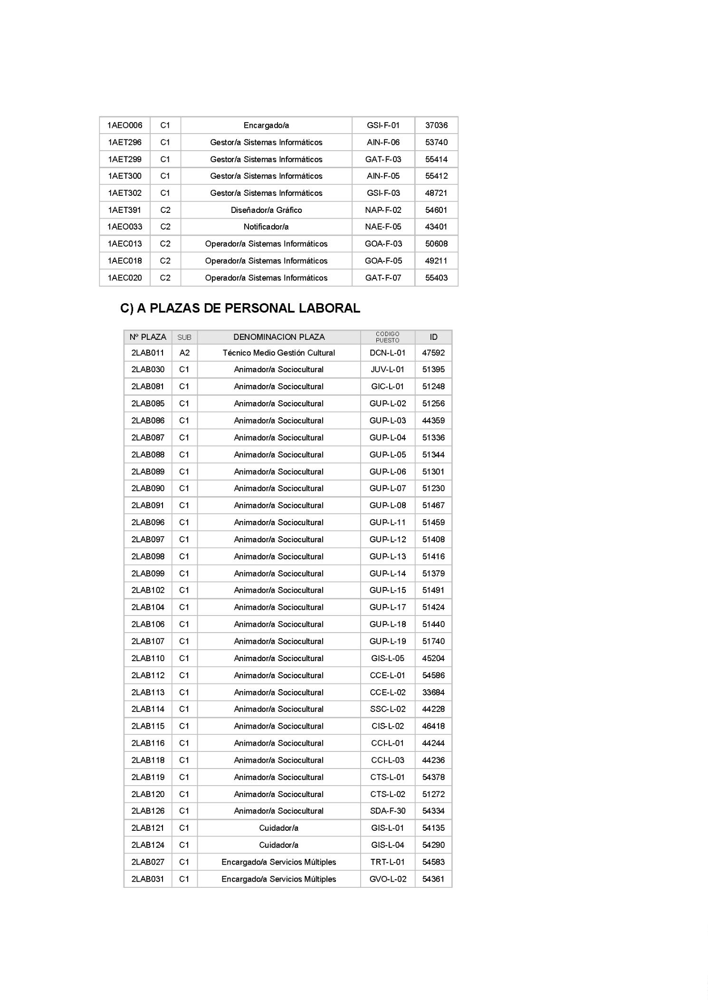 1AEO006 C1 Encargado/a GSI-F-01 37036
1AET296 C1 Gestor/a Sistemas Informáticos AIN-F-06 53740
1AET299 C1 Gestor/a Sistemas Informáticos GAT-F-03 55414
1AET300 C1 Gestor/a Sistemas Informáticos AIN-F-05 55412
1AET302 C1 Gestor/a Sistemas Informáticos GSI-F-03 48721
1AET391 C2 Diseñador/a Gráfico NAP-F-02 54601
1AEO033 C2 Notificador/a NAE-F-05 43401
1AEC013 C2 Operador/a Sistemas Informáticos GOA-F-03 50608
1AEC018 C2 Operador/a Sistemas Informáticos GOA-F-05 49211
1AEC020 C2 Operador/a Sistemas Informáticos GAT-F-07 55403
C) A PLAZAS DE PERSONAL LABORAL
Nº PLAZA SUB DENOMINACION PLAZA CODIGO PUESTO ID
2LAB011 A2 Técnico Medio Gestión Cultural DCN-L-01 47592
2LAB030 C1 Animador/a Sociocultural JUV-L-01 51395
2LAB081 C1 Animador/a Sociocultural GIC-L-01 51248
2LAB085 C1 Animador/a Sociocultural GUP-L-02 51256
2LAB086 C1 Animador/a Sociocultural GUP-L-03 44359
2LAB087 C1 Animador/a Sociocultural GUP-L-04 51336
2LAB088 C1 Animador/a Sociocultural GUP-L-05 51344
2LAB089 C1 Animador/a Sociocultural GUP-L-06 51301
2LAB090 C1 Animador/a Sociocultural GUP-L-07 51230
2LAB091 C1 Animador/a Sociocultural GUP-L-08 51467
2LAB096 C1 Animador/a Sociocultural GUP-L-11 51459
2LAB097 C1 Animador/a Sociocultural GUP-L-12 51408
2LAB098 C1 Animador/a Sociocultural GUP-L-13 51416
2LAB099 C1 Animador/a Sociocultural GUP-L-14 51379
2LAB102 C1 Animador/a Sociocultural GUP-L-15 51491
2LAB104 C1 Animador/a Sociocultural GUP-L-17 51424
2LAB106 C1 Animador/a Sociocultural GUP-L-18 51440
2LAB107 C1 Animador/a Sociocultural GUP-L-19 51740
2LAB110 C1 Animador/a Sociocultural GIS-L-05 45204
2LAB112 C1 Animador/a Sociocultural CCE-L-01 54586
2LAB113 C1 Animador/a Sociocultural CCE-L-02 33684
2LAB114 C1 Animador/a Sociocultural SSC-L-02 44228
2LAB115 C1 Animador/a Sociocultural CIS-L-02 46418
2LAB116 C1 Animador/a Sociocultural CCI-L-01 44244
2LAB118 C1 Animador/a Sociocultural CCI-L-03 44236
2LAB119 C1 Animador/a Sociocultural CTS-L-01 54378
2LAB120 C1 Animador/a Sociocultural CTS-L-02 51272
2LAB126 C1 Animador/a Sociocultural SDA-F-30 54334
2LAB121 C1 Cuidador/a GIS-L-01 54135
2LAB124 C1 Cuidador/a GIS-L-04 54290
2LAB027 C1 Encargado/a Servicios Múltiples TRT-L-01 54583
2LAB031 C1 Encargado/a Servicios Múltiples GVO-L-02 54361